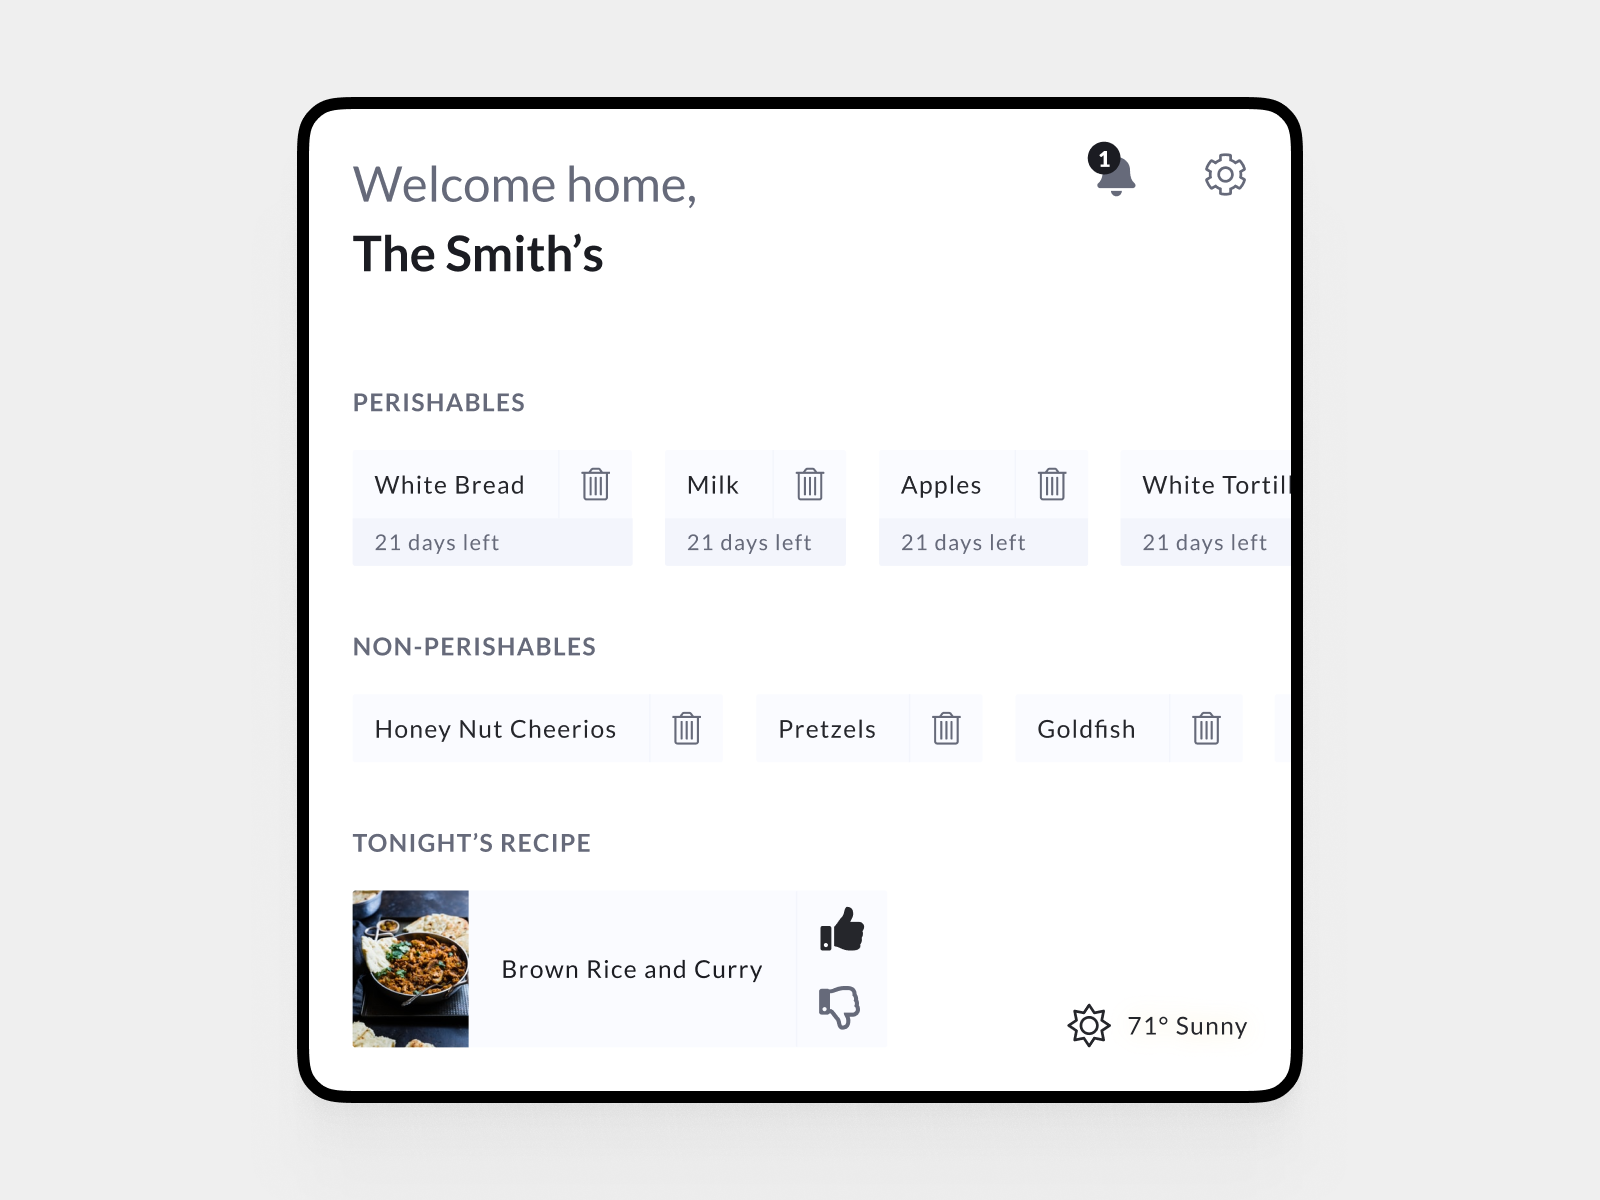 Welcome home,
The Smith’s
1
PERISHABLES
White Bread
21 days left
Milk
21 days left
Apples
21 days left
White Tortill
21 days left
NON-PERISHABLES
Honey Nut Cheerios
Pretzels
Goldfish
TONIGHT’S RECIPE
Brown Rice and Curry
71° Sunny